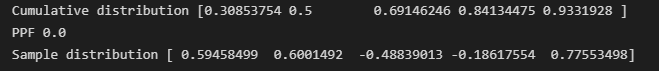 Cumulative distribution [0.30853754 0.5        0.69146246 0.84134475 0.9331928 ]
PPF 0.0
Sample distribution [ 0.59458499  0.6001492  -0.48839013 -0.18617554  0.77553498]